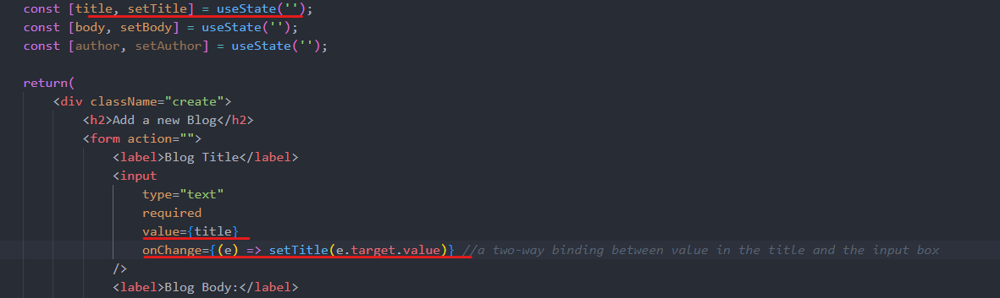 const [title, setTitle] = useState('');
const [body, setBody] = useState('');
const [author, setAuthor] = useState('');
return(
<div className="create">
<h2>Add a new Blog</h2>
<form action="">
<label>Blog Title</label>
<input
type="text"
required
value={title}
onChange={(e) => setTitle(e.target.value)} //a two-way binding between value in the title and the input box
/>
<label>Blog Body:</label>